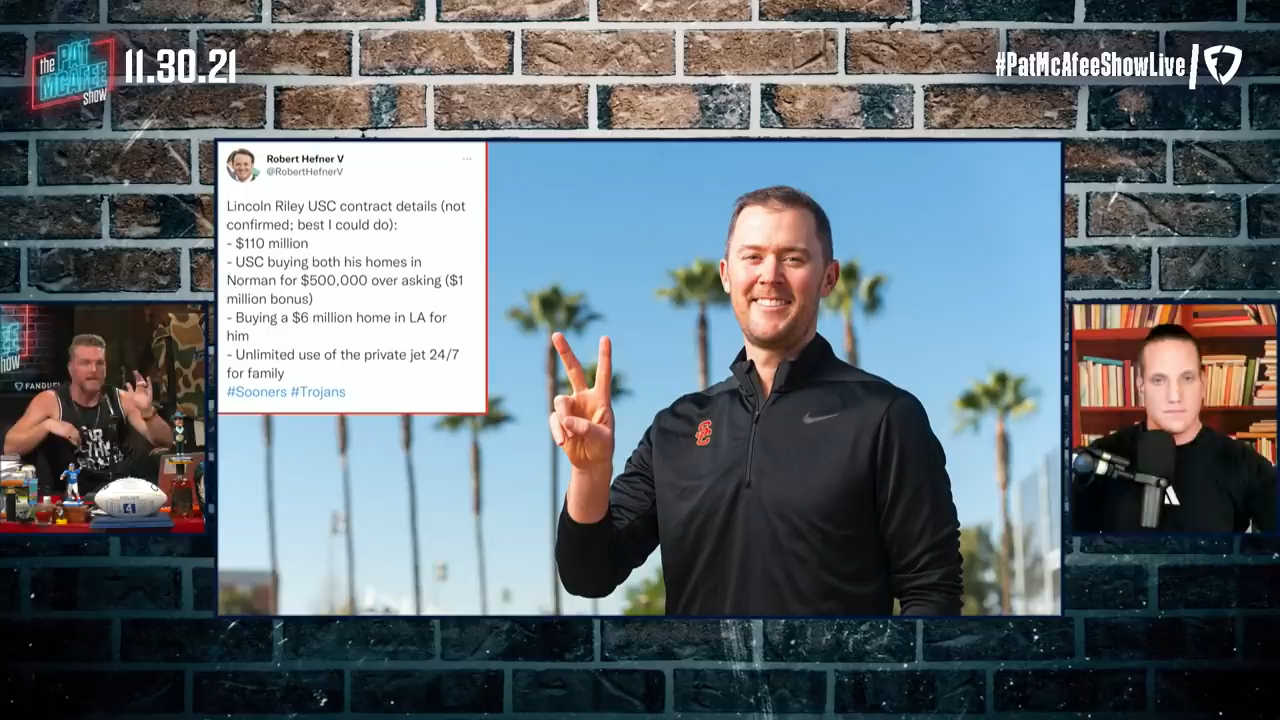 the
PAT
MCAFEE
show
11.30.21
#PatMcAfeeShowLive
Robert Hefner V
@RobertHefnerV
Lincoln Riley USC contract details (not
confirmed; best I could do):
- $110 million
- USC buying both his homes in
Norman for $500,000 over asking ($1
million bonus)
- Buying a $6 million home in LA for
him
- Unlimited use of the private jet 24/7
for family
#Sooners #Trojans
SC
FANDUEL
4